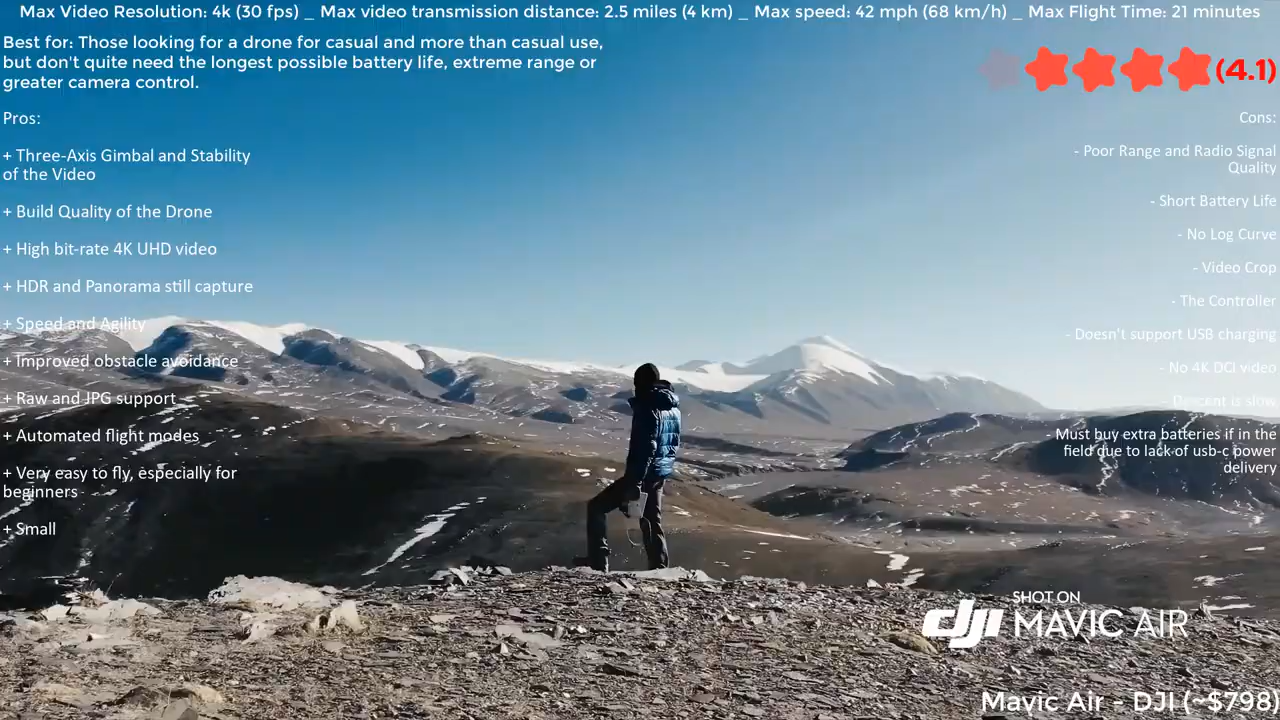 Max Video Resolution: 4k (30 fps) _ Max video transmission distance: 2.5 miles (4 km) _ Max speed: 42 mph (68 km/h) _ Max Flight Time: 21 minutes
Best for: Those looking for a drone for casual and more than casual use,
but don't quite need the longest possible battery life, extreme range or
greater camera control.
(4.1)
Pros:
+ Three-Axis Gimbal and Stability
of the Video
+ Build Quality of the Drone
+ High bit-rate 4K UHD video
+ HDR and Panorama still capture
+ Speed and Agility
+ Improved obstacle avoidance
+ Raw and JPG support
+ Automated flight modes
+ Very easy to fly, especially for
beginners
+ Small
Cons:
- Poor Range and Radio Signal
Quality
- Short Battery Life
- No Log Curve
- Video Crop
- The Controller
- Doesn't support USB charging
- No 4K DCI video
- Descent is slow
Must buy extra batteries if in the
field due to lack of usb-c power
delivery
SHOT ON
dji MAVIC AIR
Mavic Air - DJI (~$798)